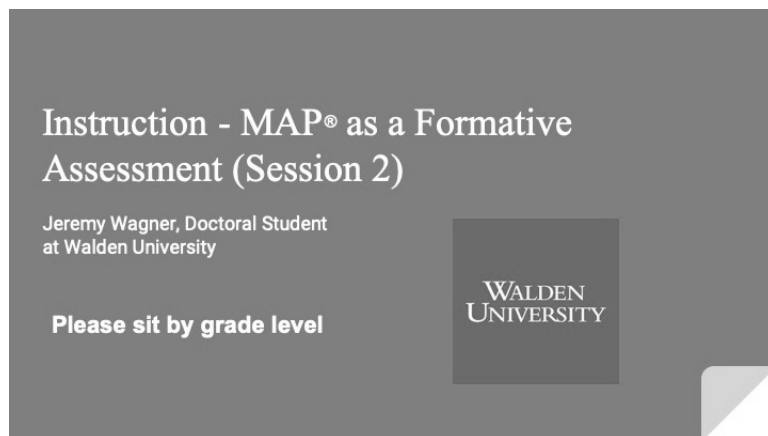 Instruction - MAP® as a Formative
Assessment (Session 2)
Jeremy Wagner, Doctoral Student
at Walden University
Please sit by grade level
WALDEN
UNIVERSITY